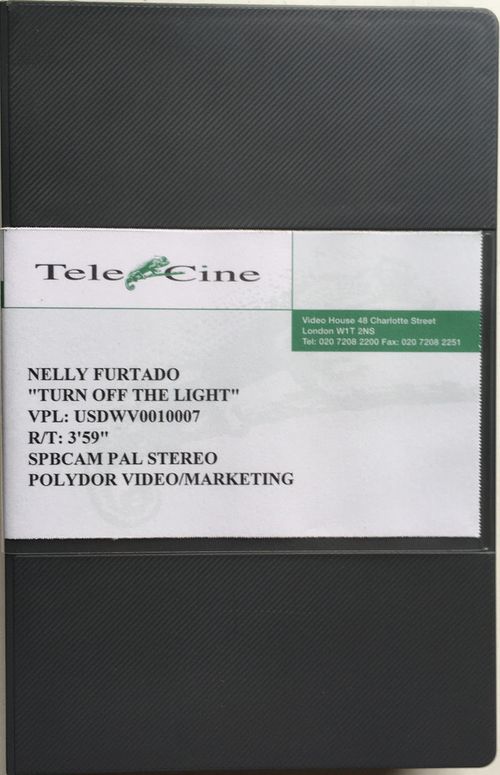 Tele Cine
Video House 48 Charlotte Street
London W1T 2NS
Tel: 020 7208 2200 Fax: 020 7208 2251
NELLY FURTADO
"TURN OFF THE LIGHT"
VPL: USDWV0010007
R/T: 3'59"
SPBCAM PAL STEREO
POLYDOR VIDEO/MARKETING